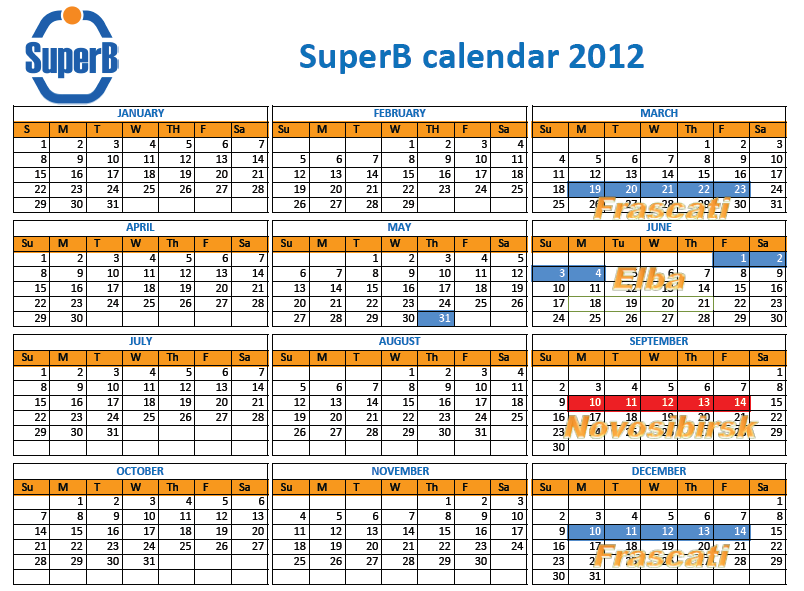 SuperB
SuperB calendar 2012
JANUARY
S M T W TH F Sa
1 2 3 4 5 6 7
8 9 10 11 12 13 14
15 16 17 18 19 20 21
22 23 24 25 26 27 28
29 30 31
FEBRUARY
Su M T W TH F Sa
1 2 3 4
5 6 7 8 9 10 11
12 13 14 15 16 17 18
19 20 21 22 23 24 25
26 27 28 29
MARCH
Su M T W Th F Sa
1 2 3
4 5 6 7 8 9 10
11 12 13 14 15 16 17
18 19 20 21 22 23 24
25 26 27 28 29 30 31
Frascati
APRIL
Su M T W Th F Sa
1 2 3 4 5 6 7
8 9 10 11 12 13 14
15 16 17 18 19 20 21
22 23 24 25 26 27 28
29 30
MAY
Su M T W Th F Sa
1 2 3 4 5
6 7 8 9 10 11 12
13 14 15 16 17 18 19
20 21 22 23 24 25 26
27 28 29 30 31
JUNE
Su M Tu W Th F Sa
1 2
3 4 5 6 7 8 9
Elba
10 11 12 13 14 15 16
17 18 19 20 21 22 23
24 25 26 27 28 29 30
JULY
Su M T W Th F Sa
1 2 3 4 5 6 7
8 9 10 11 12 13 14
15 16 17 18 19 20 21
22 23 24 25 26 27 28
29 30 31
AUGUST
Su M T W Th F Sa
1 2 3 4
5 6 7 8 9 10 11
12 13 14 15 16 17 18
19 20 21 22 23 24 25
26 27 28 29 30 31
SEPTEMBER
Su M T W Th F Sa
1
2 3 4 5 6 7 8
9 10 11 12 13 14 15
16 17 18 19 20 21 22
Novosibirsk
23 24 25 26 27 28 29
30
OCTOBER
Su M T W Th F Sa
1 2 3 4 5 6
7 8 9 10 11 12 13
14 15 16 17 18 19 20
21 22 23 24 25 26 27
28 29 30 31
NOVEMBER
Su M T W Th F Sa
1 2 3
4 5 6 7 8 9 10
11 12 13 14 15 16 17
18 19 20 21 22 23 24
25 26 27 28 29 30
DECEMBER
Su M T W Th F Sa
1
2 3 4 5 6 7 8
9 10 11 12 13 14 15
16 17 18 19 20 21 22
Frascati
23 24 25 26 27 28 29
30 31